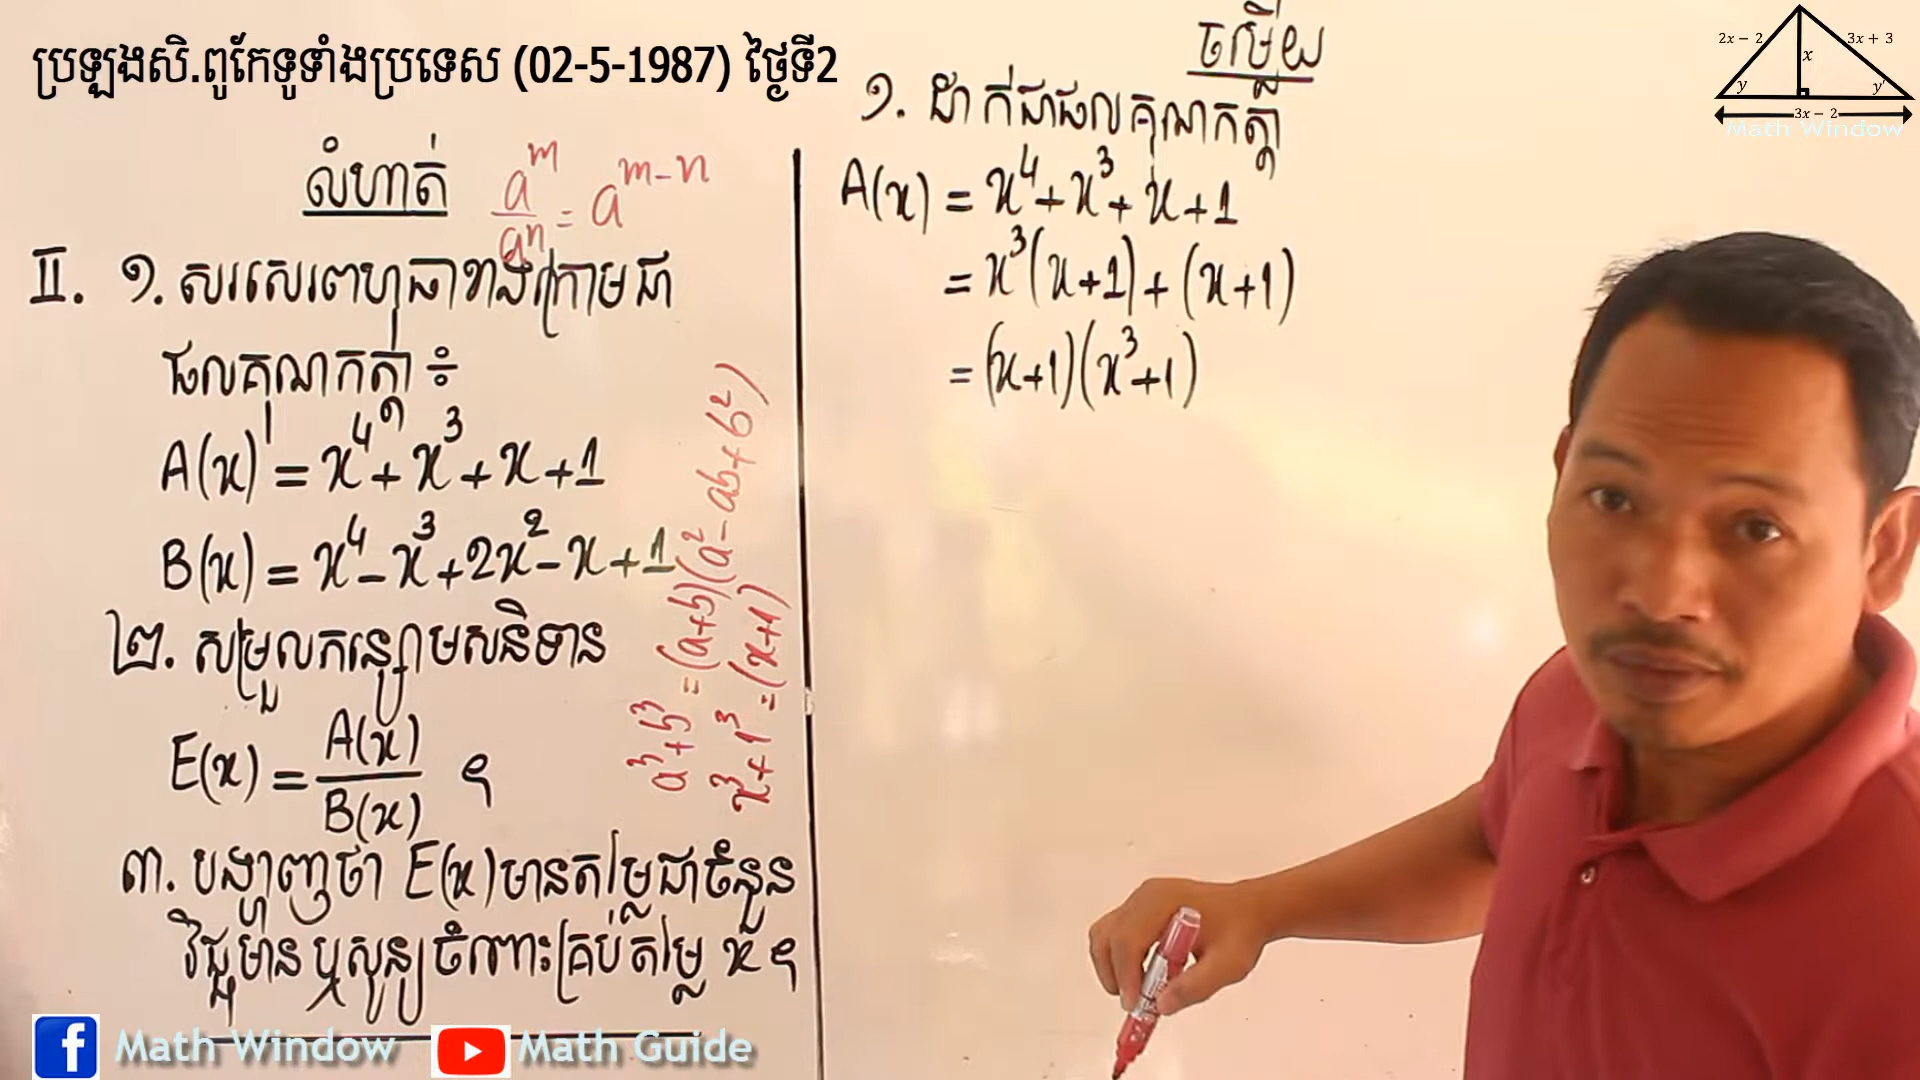 ប្រឡងសិ.ពូកែទូទាំងប្រទេស (02-5-1987) ថ្ងៃទី2
លំហាត់
a^m/a^n = a^(m-n)
II. ១. សរសេរពហុធាខាងក្រោមជា
ផលគុណកត្តា ៖
A(x) = x⁴ + x³ + x + 1
B(x) = x⁴ - x³ + 2x² - x + 1
២. សម្រួលកន្សោមសនិទាន
E(x) = A(x)/B(x) ។
៣. បង្ហាញថា E(x) មានតម្លៃជាចំនួន
វិជ្ជមាន ឬសូន្យ ចំពោះគ្រប់តម្លៃ x ។
a³+b³ = (a+b)(a²-ab+b²)
x³+1³ = (x+1)
ចម្លើយ
១. ដាក់ជាផលគុណកត្តា
A(x) = x⁴ + x³ + x + 1
= x³(x+1) + (x+1)
= (x+1)(x³+1)
2x − 2
3x + 3
x
y
y'
3x − 2
Math Window
Math Window
Math Guide